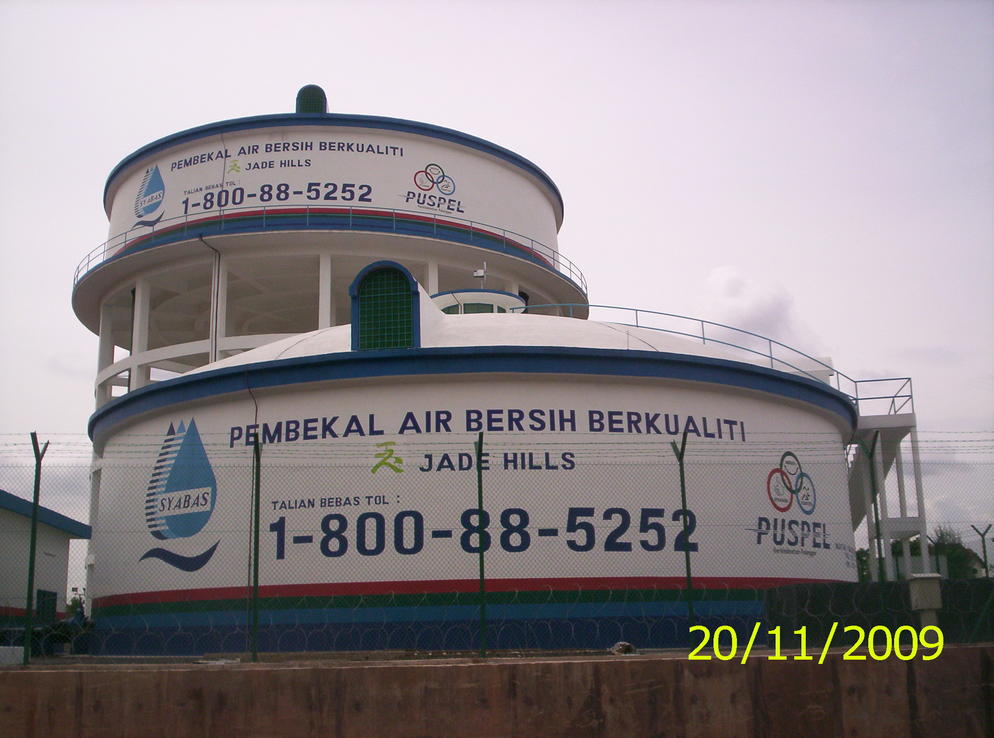 PEMBEKAL AIR BERSIH BERKUALITI
JADE HILLS
TALIAN BEBAS TOL :
1-800-88-5252
SYABAS
PUSPEL
PEMBEKAL AIR BERSIH BERKUALITI
JADE HILLS
TALIAN BEBAS TOL :
1-800-88-5252
SYABAS
PUSPEL
20/11/2009